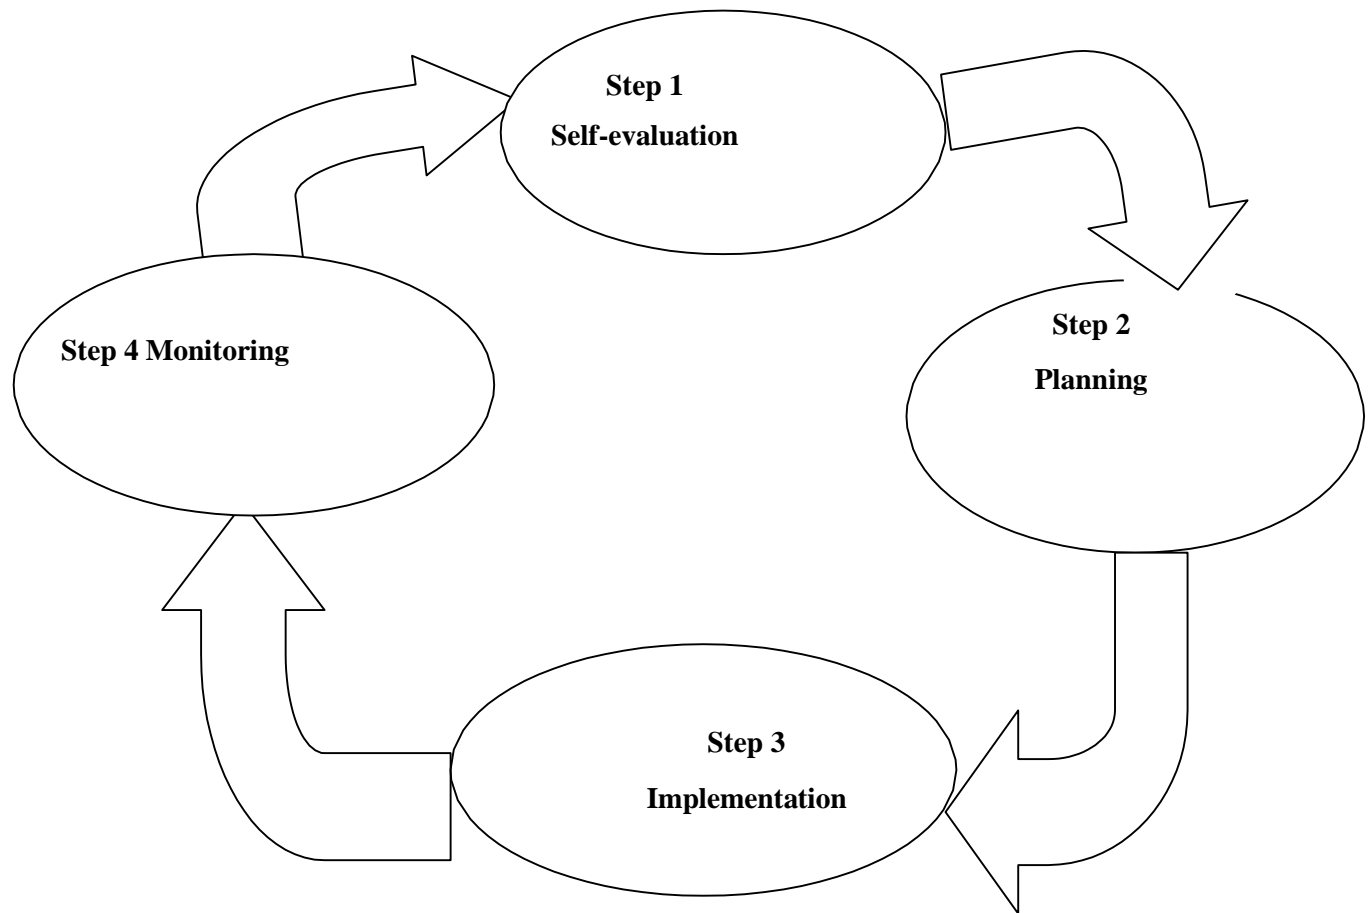 Step 1
Self-evaluation
Step 2
Planning
Step 3
Implementation
Step 4 Monitoring